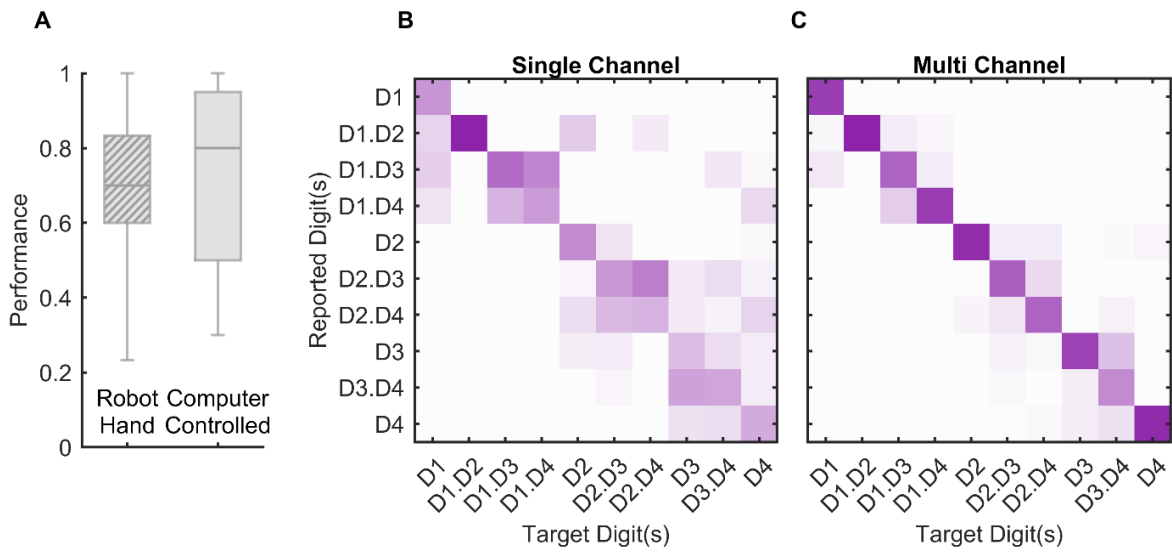 A
Performance
1
0.8
0.6
0.4
0.2
0
Robot Computer
Hand Controlled
B
Single Channel
Reported Digit(s)
D1
D1.D2
D1.D3
D1.D4
D2
D2.D3
D2.D4
D3
D3.D4
D4
D1
D1.D2
D1.D3
D1.D4
D2
D2.D3
D2.D4
D3
D3.D4
D4
Target Digit(s)
C
Multi Channel
D1
D1.D2
D1.D3
D1.D4
D2
D2.D3
D2.D4
D3
D3.D4
D4
Target Digit(s)